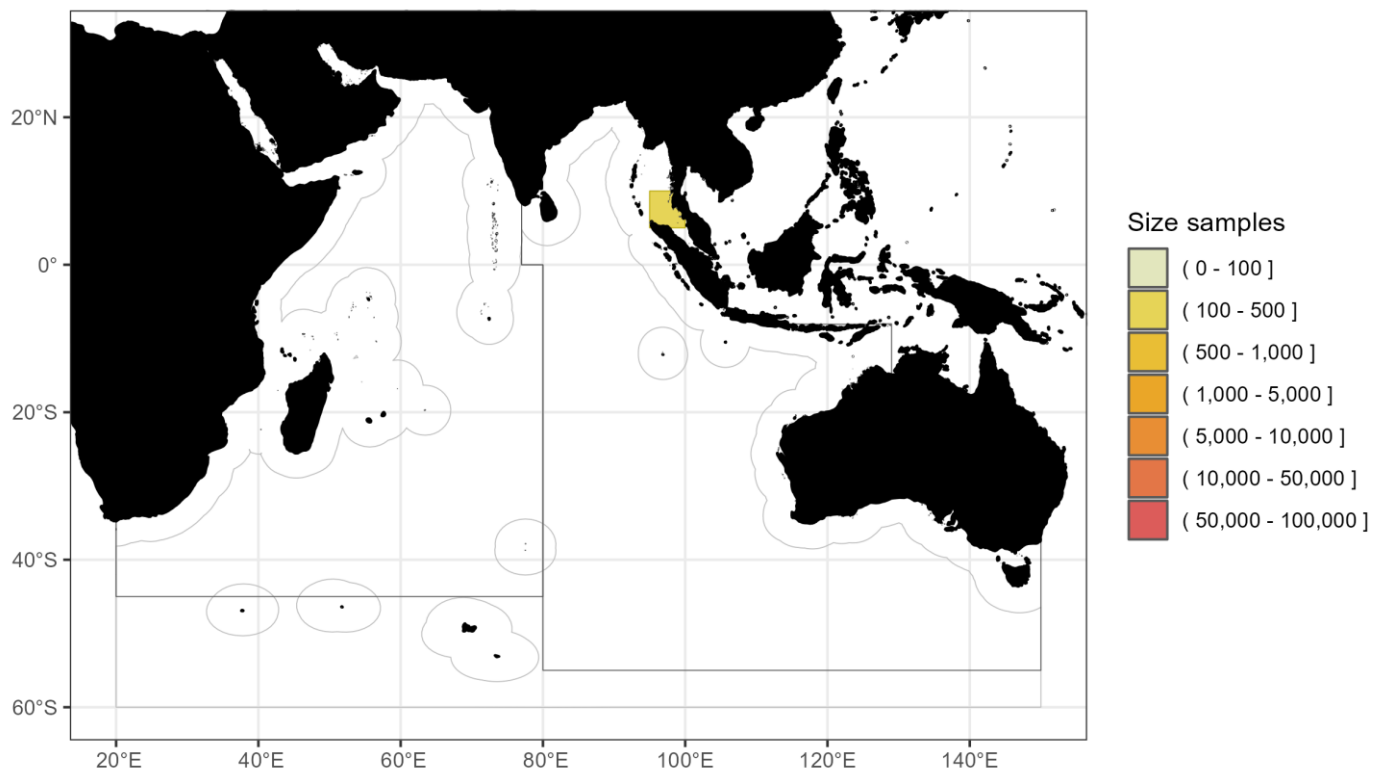 20°N
0°
20°S
40°S
60°S
20°E 40°E 60°E 80°E 100°E 120°E 140°E
Size samples
( 0 - 100 ]
( 100 - 500 ]
( 500 - 1,000 ]
( 1,000 - 5,000 ]
( 5,000 - 10,000 ]
( 10,000 - 50,000 ]
( 50,000 - 100,000 ]